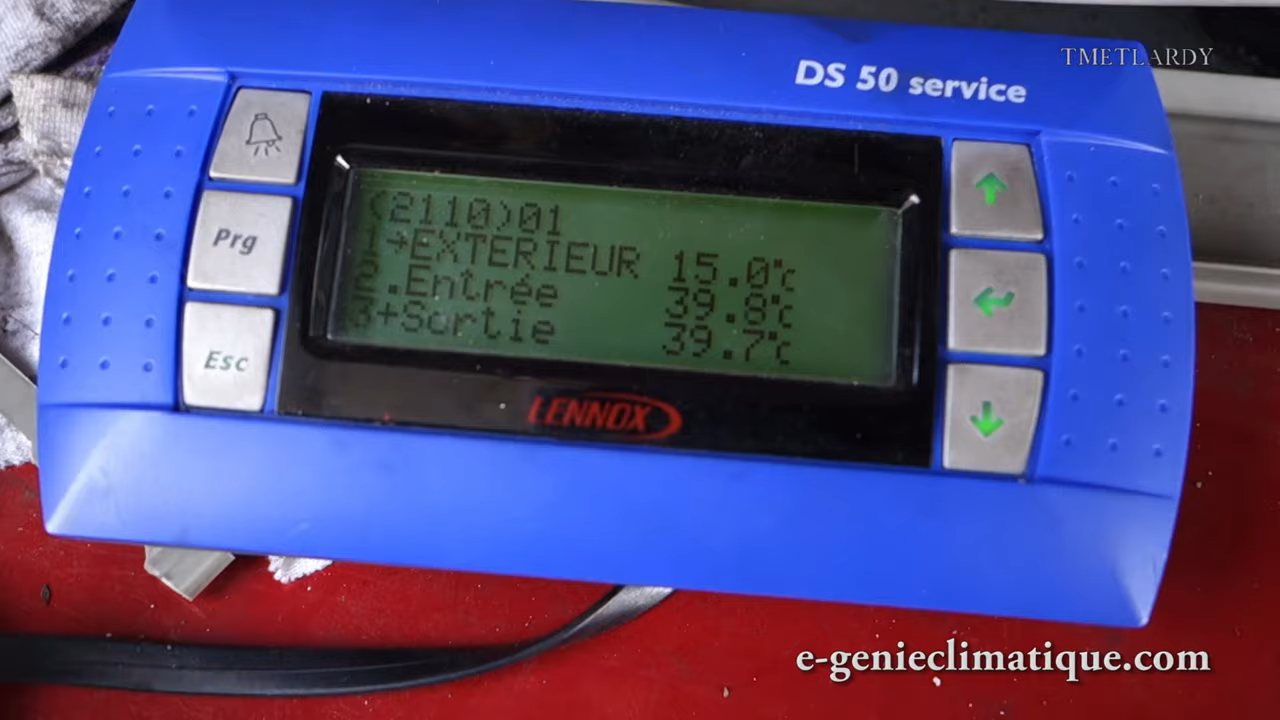 TMETLARDY
DS 50 service
Prg
Esc
(2110)01
1→EXTERIEUR 15.0°c
2.Entrée 39.8°c
3+Sortie 39.7°c
LENNOX
e-genieclimatique.com